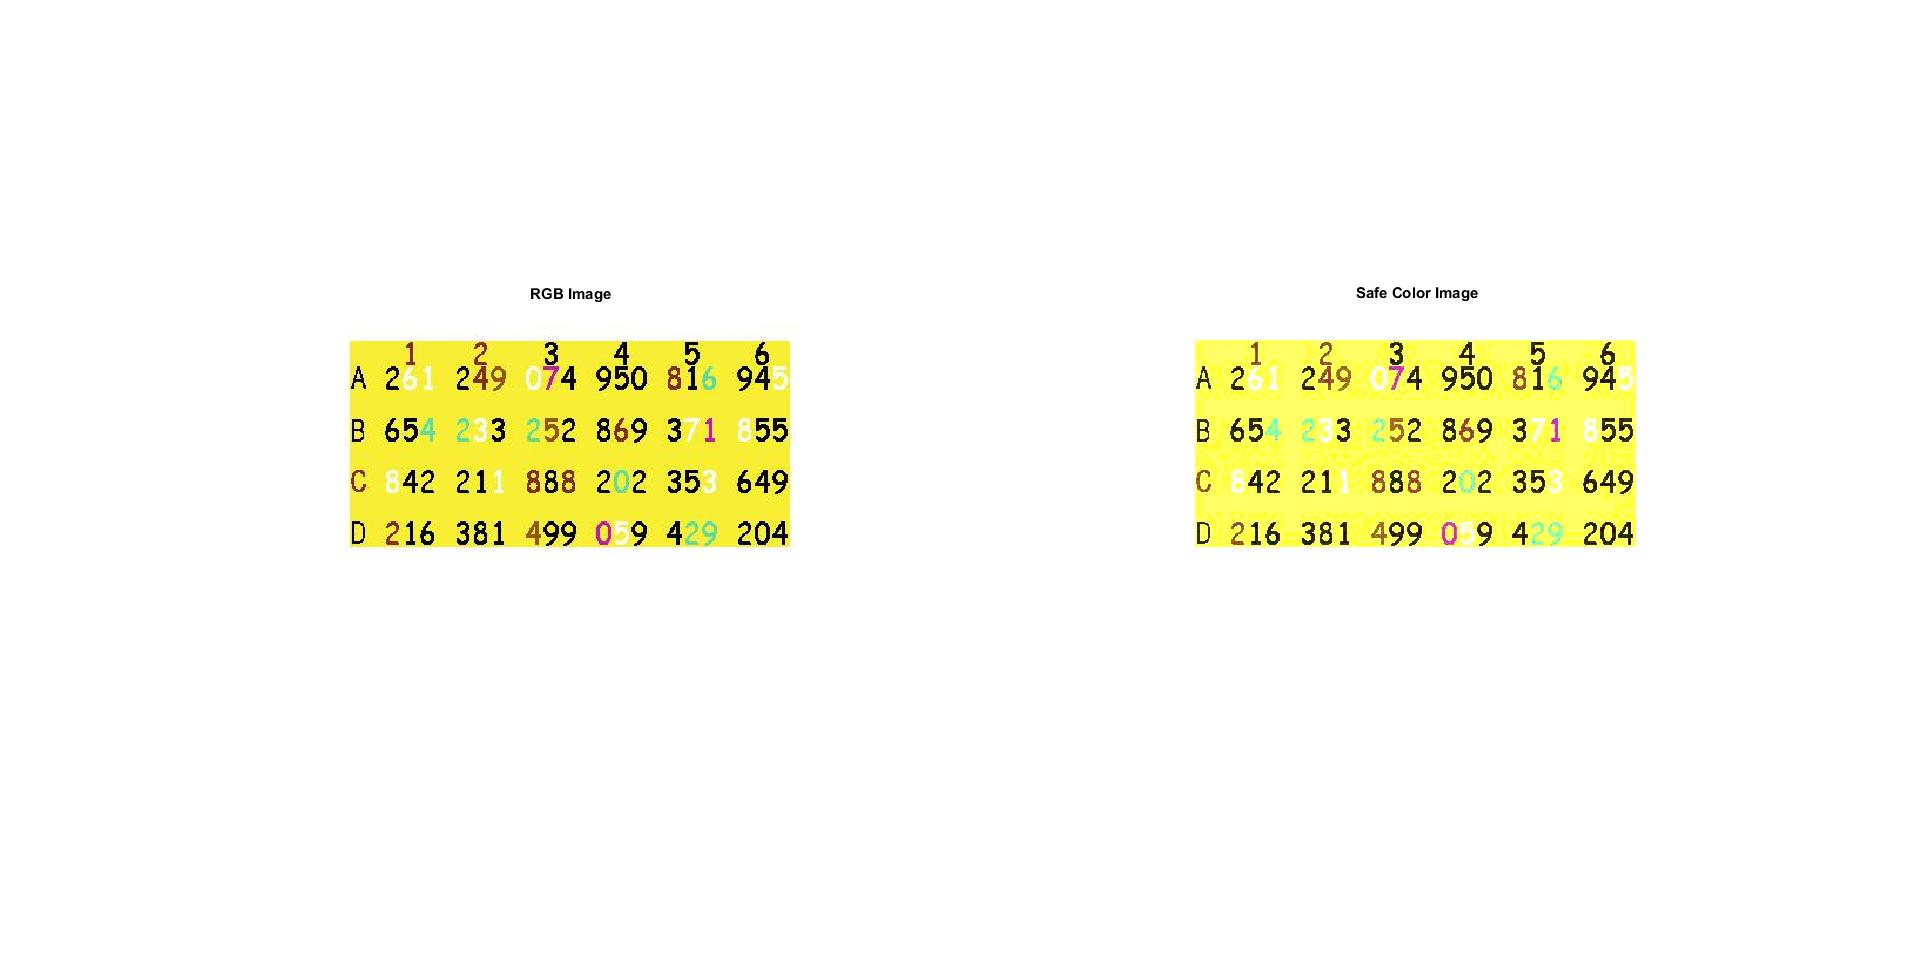 RGB Image
1 2 3 4 5 6
A 261 249 074 950 816 945
B 654 233 252 869 371 855
C 842 211 888 202 353 649
D 216 381 499 059 429 204
Safe Color Image
1 2 3 4 5 6
A 261 249 074 950 816 945
B 654 233 252 869 371 855
C 842 211 888 202 353 649
D 216 381 499 059 429 204